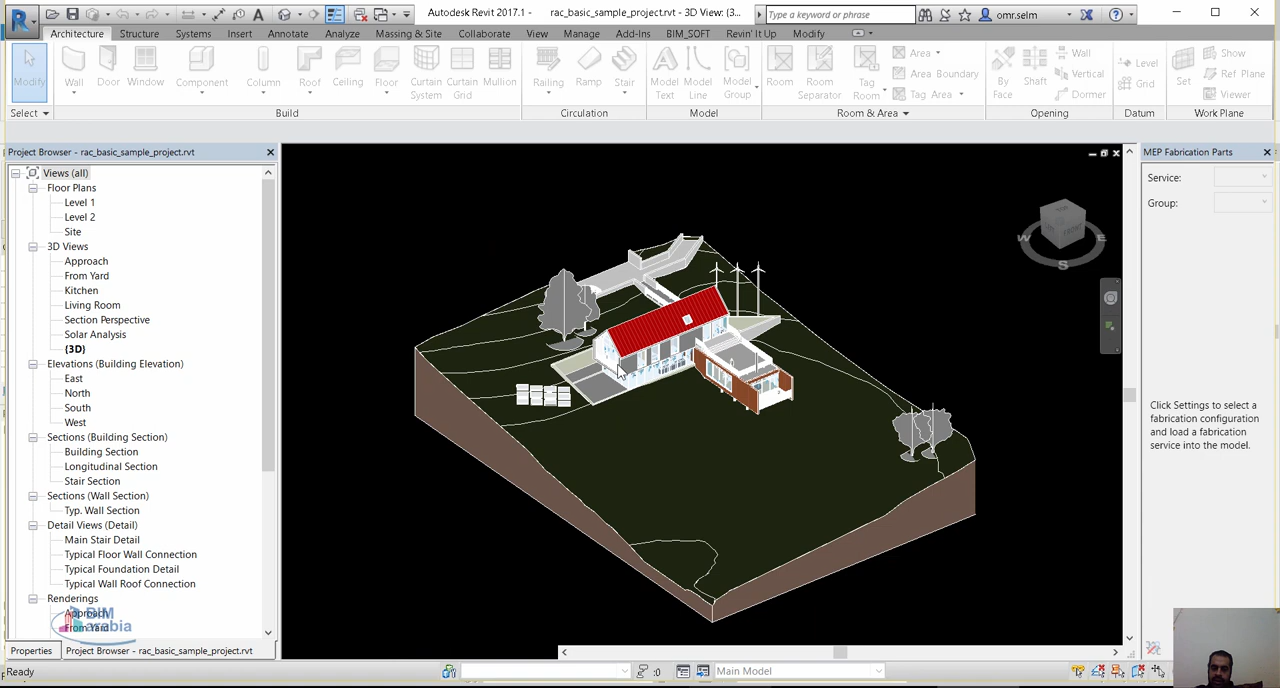 Autodesk Revit 2017.1 - rac_basic_sample_project.rvt - 3D View: {3...
Type a keyword or phrase
omr.selm
Architecture Structure Systems Insert Annotate Analyze Massing & Site Collaborate View Manage Add-Ins BIM_SOFT Revin' It Up Modify
Modify Wall Door Window Component Column Roof Ceiling Floor Curtain System Curtain Grid Mullion Railing Ramp Stair Model Text Model Line Model Group Room Room Separator Tag Room
Area
Area Boundary
Tag Area
By Face Shaft
Wall
Vertical
Dormer
Level
Grid
Set
Show
Ref Plane
Viewer
Select Build Circulation Model Room & Area Opening Datum Work Plane
Project Browser - rac_basic_sample_project.rvt
Views (all)
Floor Plans
Level 1
Level 2
Site
3D Views
Approach
From Yard
Kitchen
Living Room
Section Perspective
Solar Analysis
{3D}
Elevations (Building Elevation)
East
North
South
West
Sections (Building Section)
Building Section
Longitudinal Section
Stair Section
Sections (Wall Section)
Typ. Wall Section
Detail Views (Detail)
Main Stair Detail
Typical Floor Wall Connection
Typical Foundation Detail
Typical Wall Roof Connection
Renderings
Approach
From Yard
BIM
arabia
Properties
Project Browser - rac_basic_sample_project.rvt
W
S
E
FRONT
MEP Fabrication Parts
Service:
Group:
Click Settings to select a
fabrication configuration
and load a fabrication
service into the model.
Ready
:0
Main Model